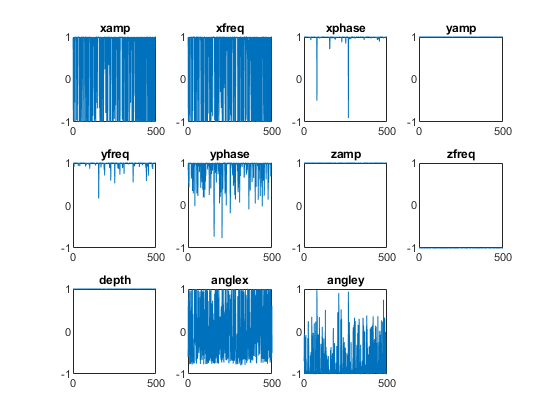 xamp xfreq xphase yamp
1 1 1 1
0 0 0 0
-1 -1 -1 -1
0 500 0 500 0 500 0 500
yfreq yphase zamp zfreq
1 1 1 1
0 0 0 0
-1 -1 -1 -1
0 500 0 500 0 500 0 500
depth anglex angley
1 1 1
0 0 0
-1 -1 -1
0 500 0 500 0 500